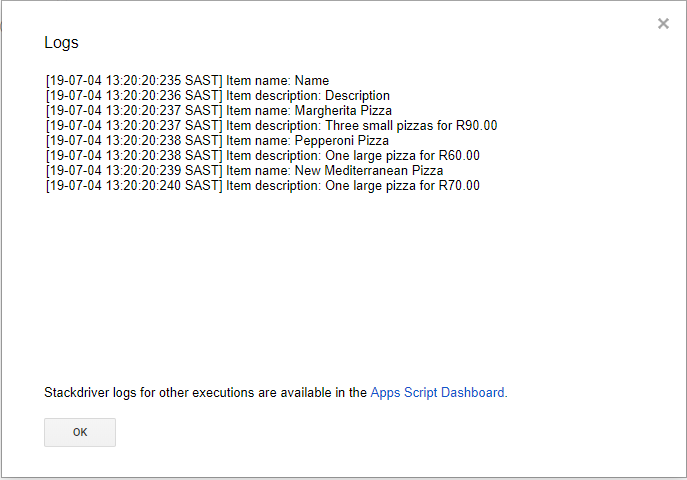 Logs
[19-07-04 13:20:20:235 SAST] Item name: Name
[19-07-04 13:20:20:236 SAST] Item description: Description
[19-07-04 13:20:20:237 SAST] Item name: Margherita Pizza
[19-07-04 13:20:20:237 SAST] Item description: Three small pizzas for R90.00
[19-07-04 13:20:20:238 SAST] Item name: Pepperoni Pizza
[19-07-04 13:20:20:238 SAST] Item description: One large pizza for R60.00
[19-07-04 13:20:20:239 SAST] Item name: New Mediterranean Pizza
[19-07-04 13:20:20:240 SAST] Item description: One large pizza for R70.00
Stackdriver logs for other executions are available in the Apps Script Dashboard.
OK